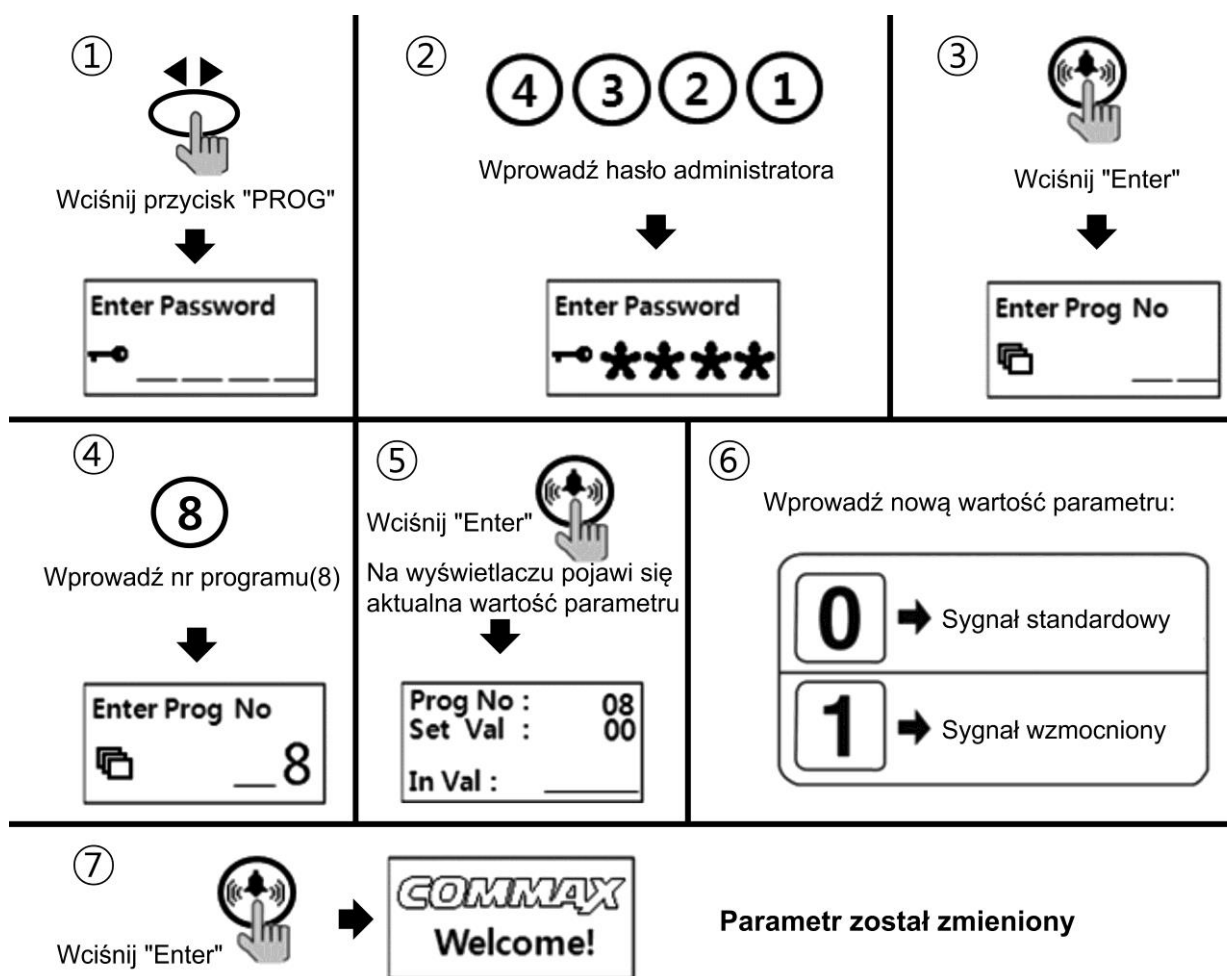 ①
Wciśnij przycisk "PROG"
Enter Password
②
4 3 2 1
Wprowadź hasło administratora
Enter Password
③
Wciśnij "Enter"
Enter Prog No
④
8
Wprowadź nr programu(8)
Enter Prog No
_8
⑤
Wciśnij "Enter"
Na wyświetlaczu pojawi się
aktualna wartość parametru
Prog No : 08
Set Val : 00
In Val :
⑥
Wprowadź nową wartość parametru:
0 Sygnał standardowy
1 Sygnał wzmocniony
⑦
Wciśnij "Enter"
COMMAX
Welcome!
Parametr został zmieniony